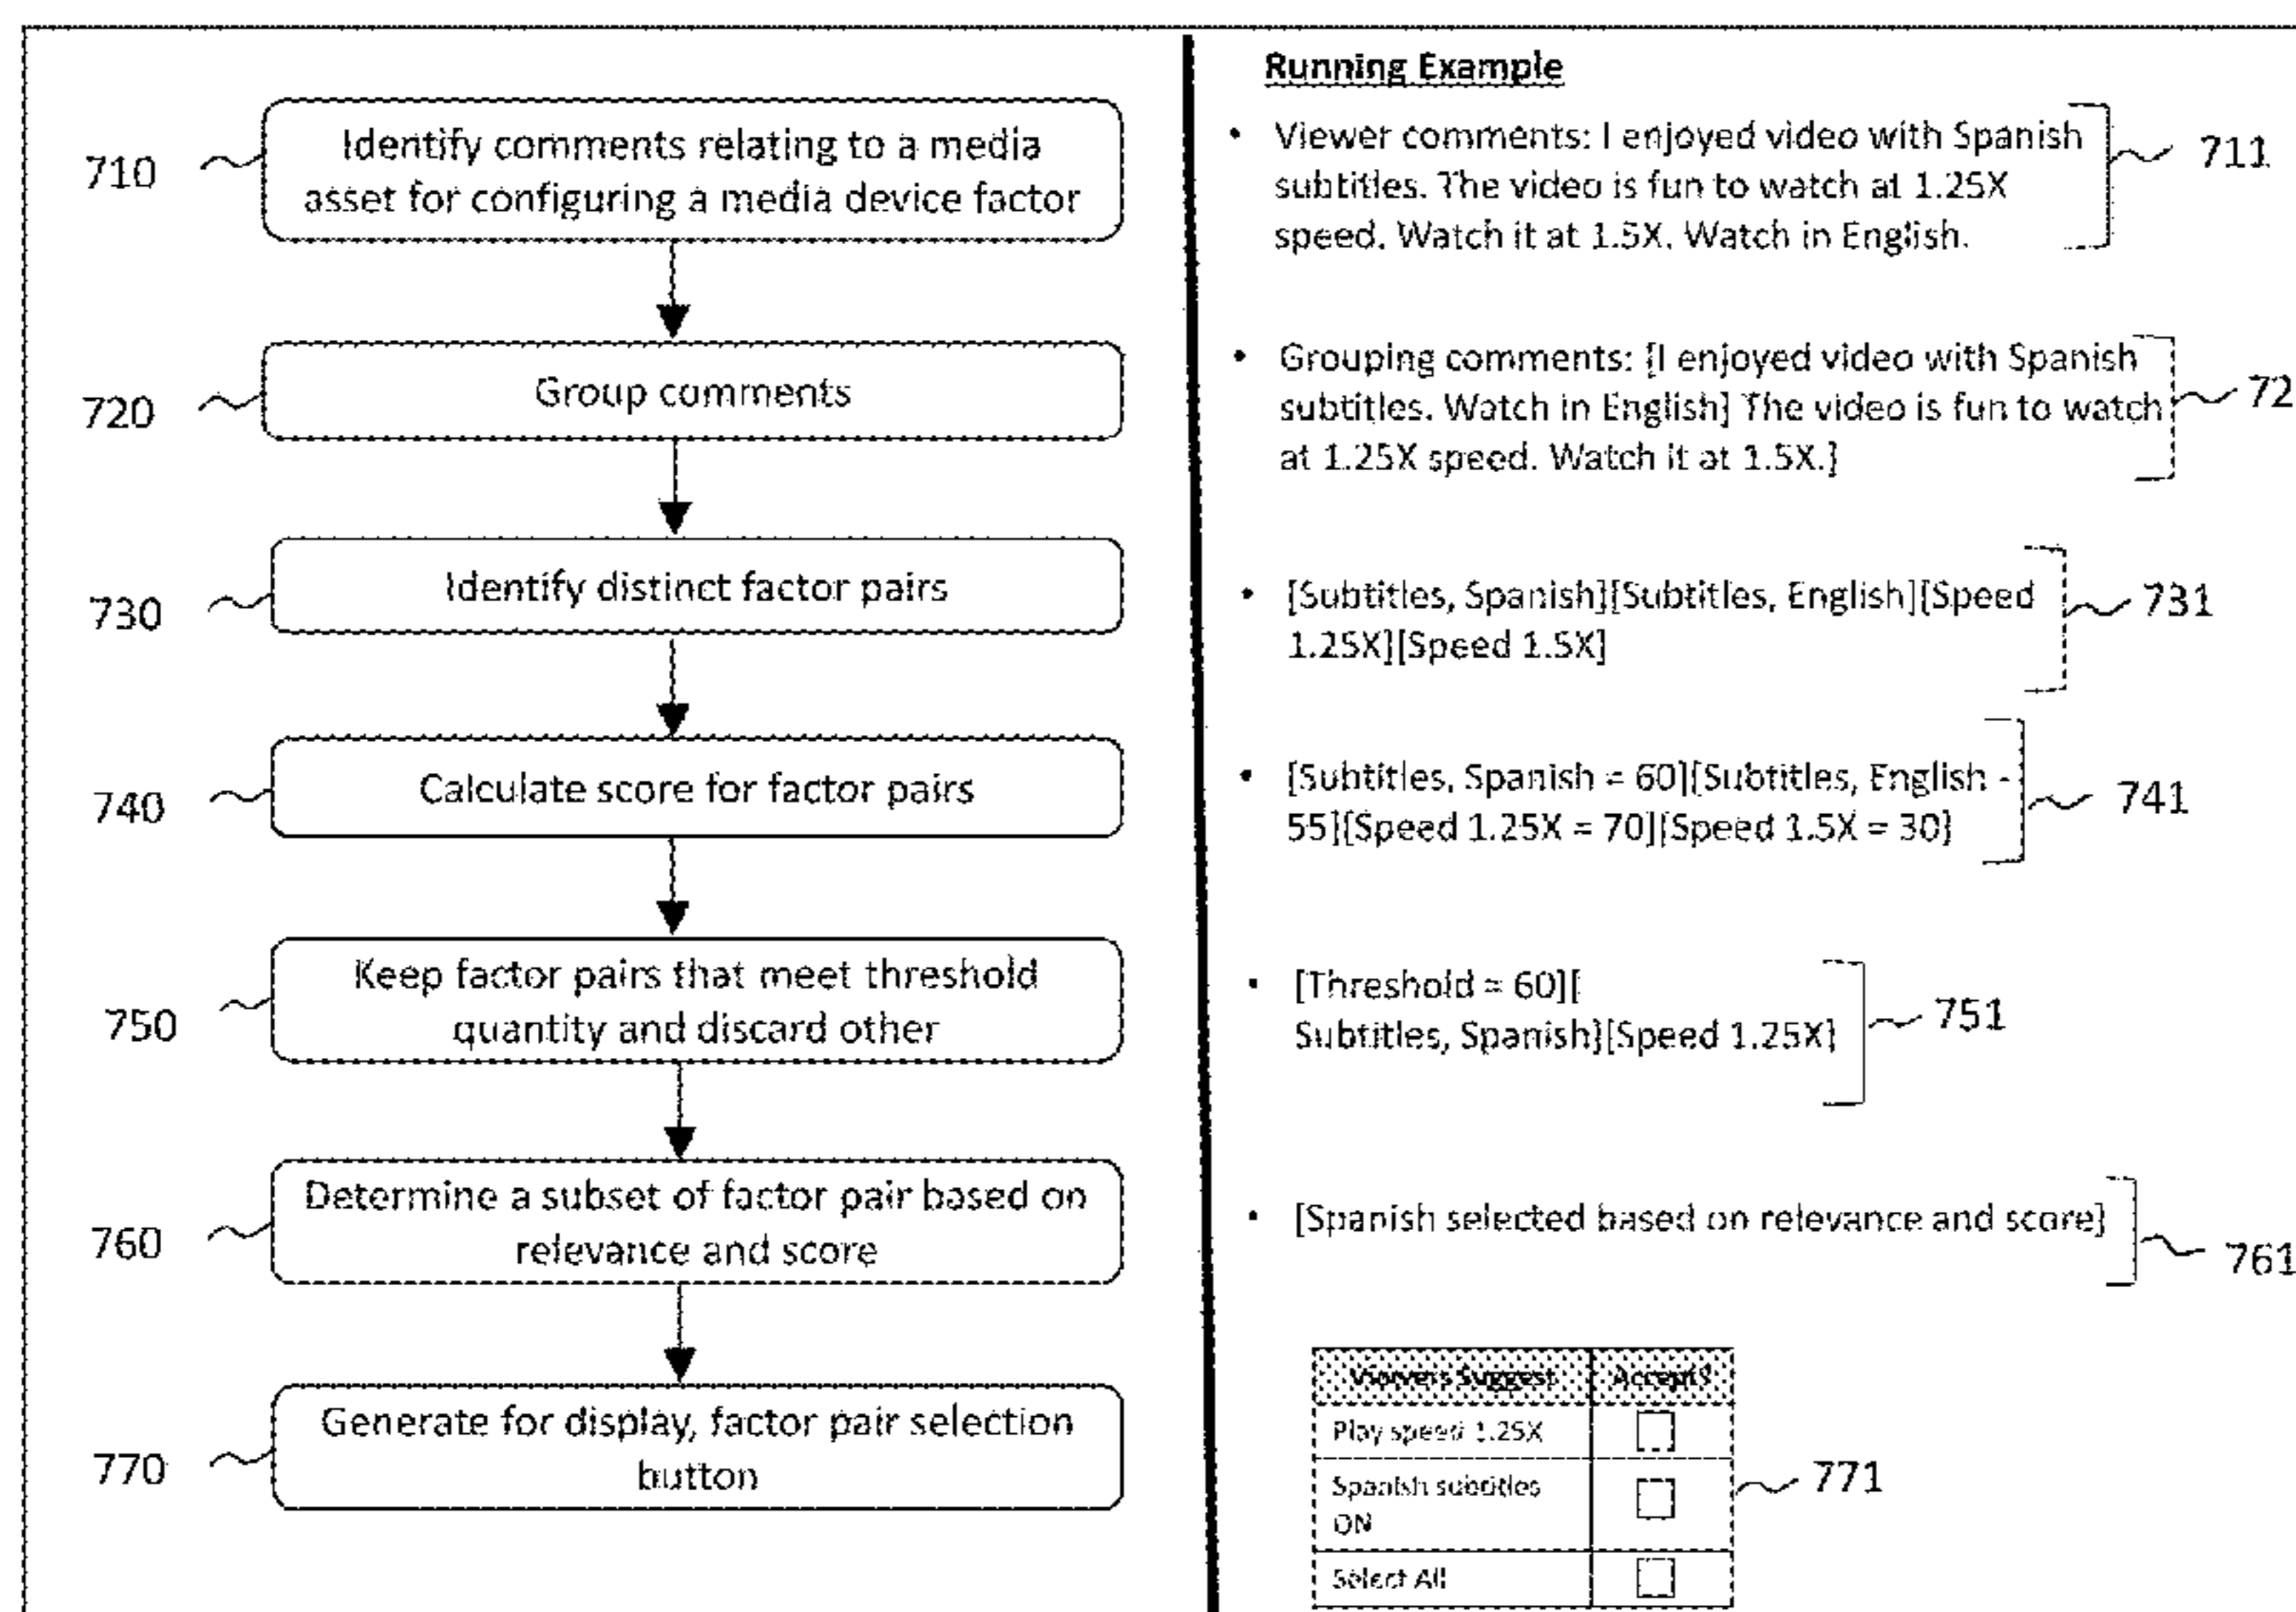 710
Identify comments relating to a media
asset for configuring a media device factor
720
Group comments
730
Identify distinct factor pairs
740
Calculate score for factor pairs
750
Keep factor pairs that meet threshold
quantity and discard other
760
Determine a subset of factor pair based on
relevance and score
770
Generate for display, factor pair selection
button
Running Example
• Viewer comments: I enjoyed video with Spanish
subtitles. The video is fun to watch at 1.25X
speed. Watch it at 1.5X. Watch in English.
711
• Grouping comments: [I enjoyed video with Spanish
subtitles. Watch in English] The video is fun to watch
at 1.25X speed. Watch it at 1.5X.]
72
• [Subtitles, Spanish][Subtitles, English][Speed
1.25X][Speed 1.5X]
731
• [Subtitles, Spanish = 60][Subtitles, English -
55][Speed 1.25X = 70][Speed 1.5X = 30]
741
• [Threshold = 60][
Subtitles, Spanish][Speed 1.25X]
751
• [Spanish selected based on relevance and score]
761
Viewers Suggest Accept?
Play speed 1.25X
Spanish subtitles
ON
Select All
771